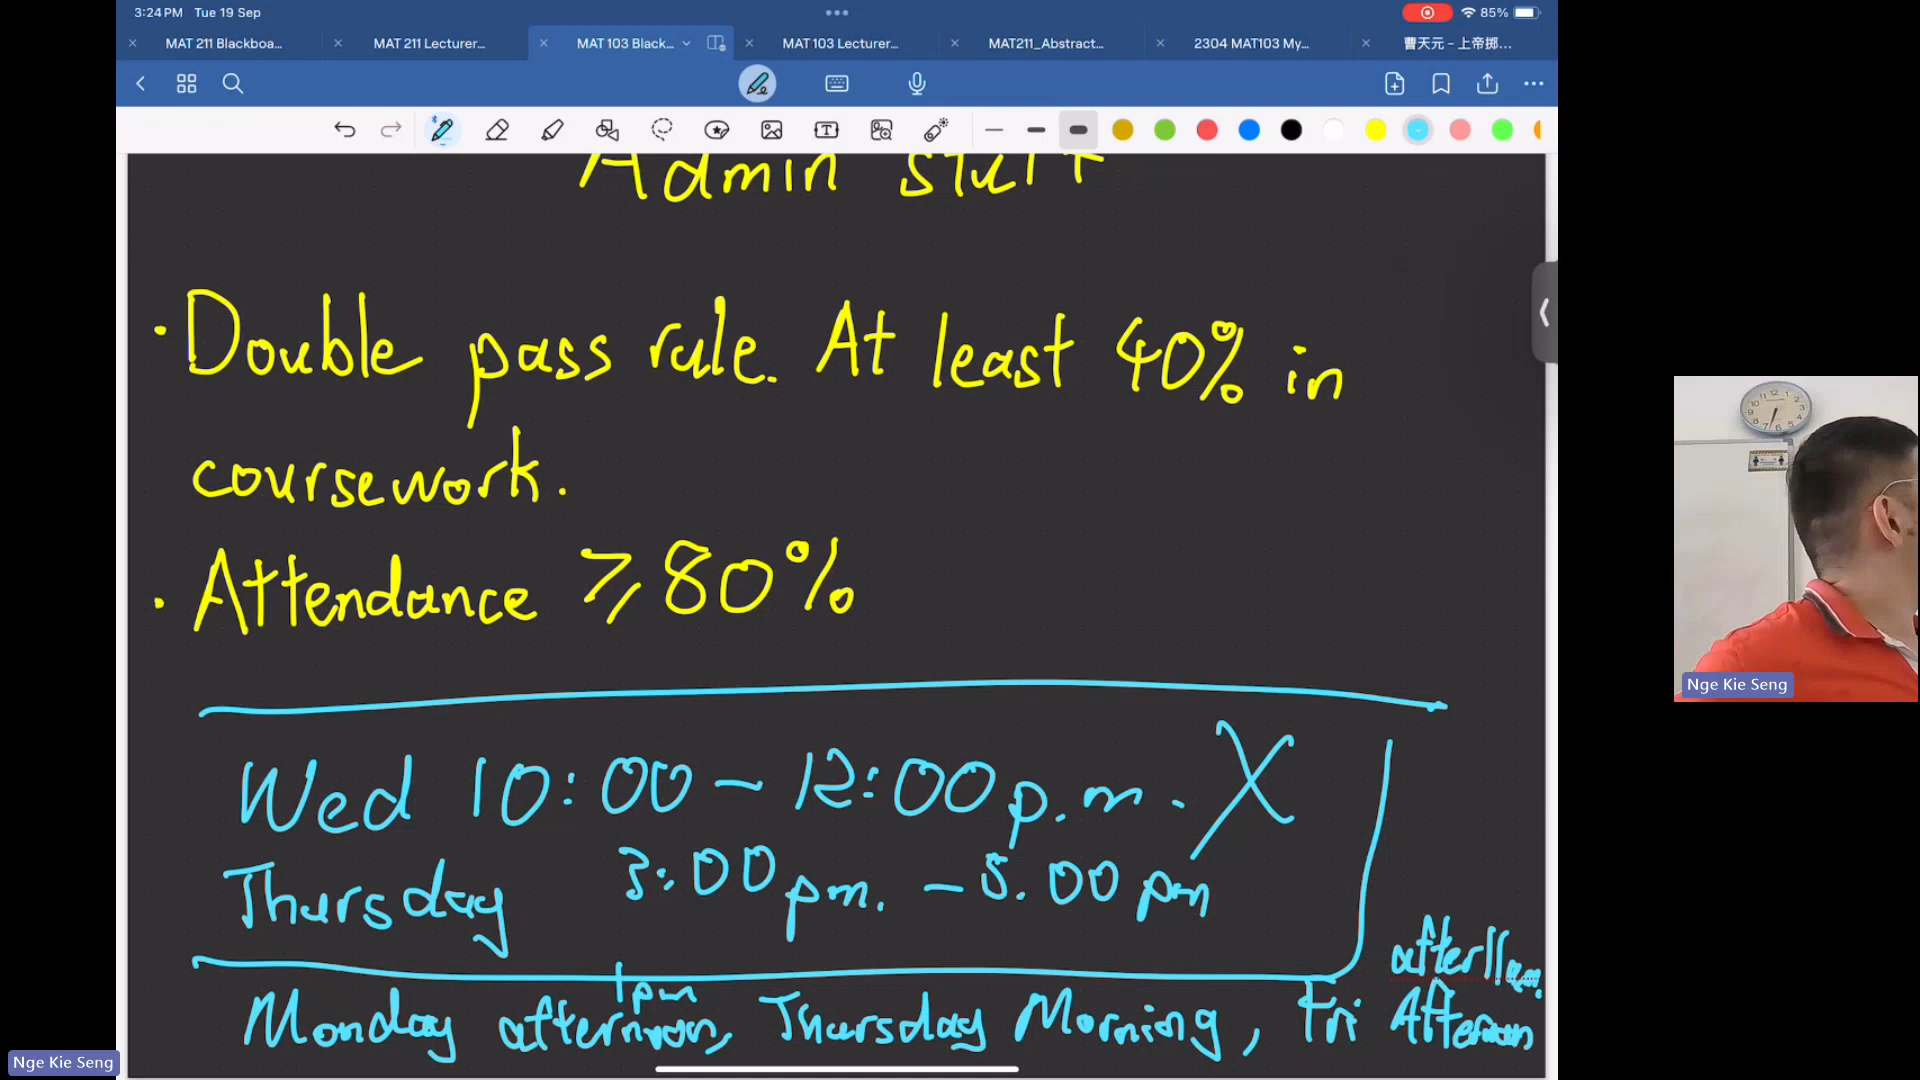 3:24 PM Tue 19 Sep
85%
MAT 211 Blackboa...
MAT 211 Lecturer...
MAT 103 Black...
MAT 103 Lecturer...
MAT211_Abstract...
2304 MAT103 My...
曹天元 - 上帝掷...
Admin stuff
• Double pass rule. At least 40% in
coursework.
• Attendance ≥ 80%
Wed 10:00 – 12:00 p.m. X
Thursday 3:00 pm. – 5.00 pm
1pm
after 11am.
Monday afternoon, Thursday Morning, Fri Afternoon
Nge Kie Seng
Nge Kie Seng